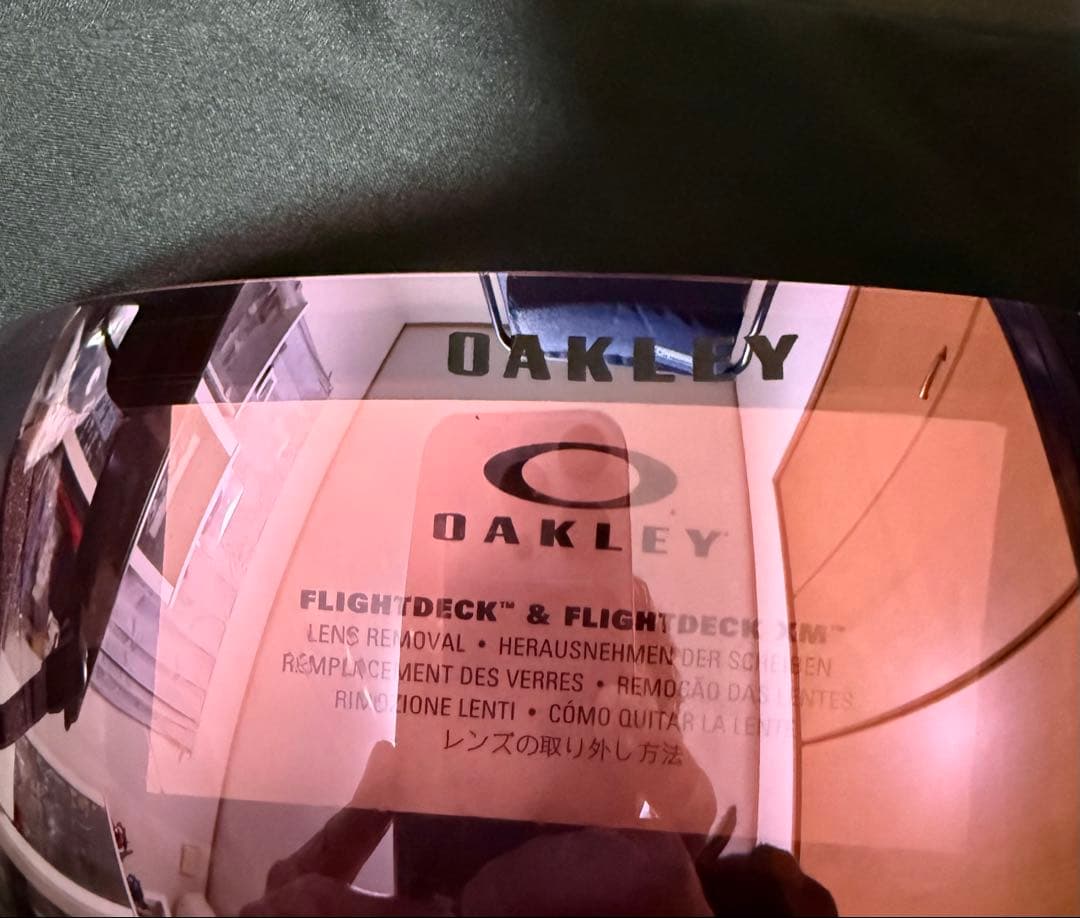 OAKLEY
OAKLEY
FLIGHTDECK™ & FLIGHTDECK XM™
LENS REMOVAL • HERAUSNEHMEN DER SCHEIBEN
REMPLACEMENT DES VERRES • REMOÇÃO DAS LENTES
RIMOZIONE LENTI • CÓMO QUITAR LA LENTE
レンズの取り外し方法